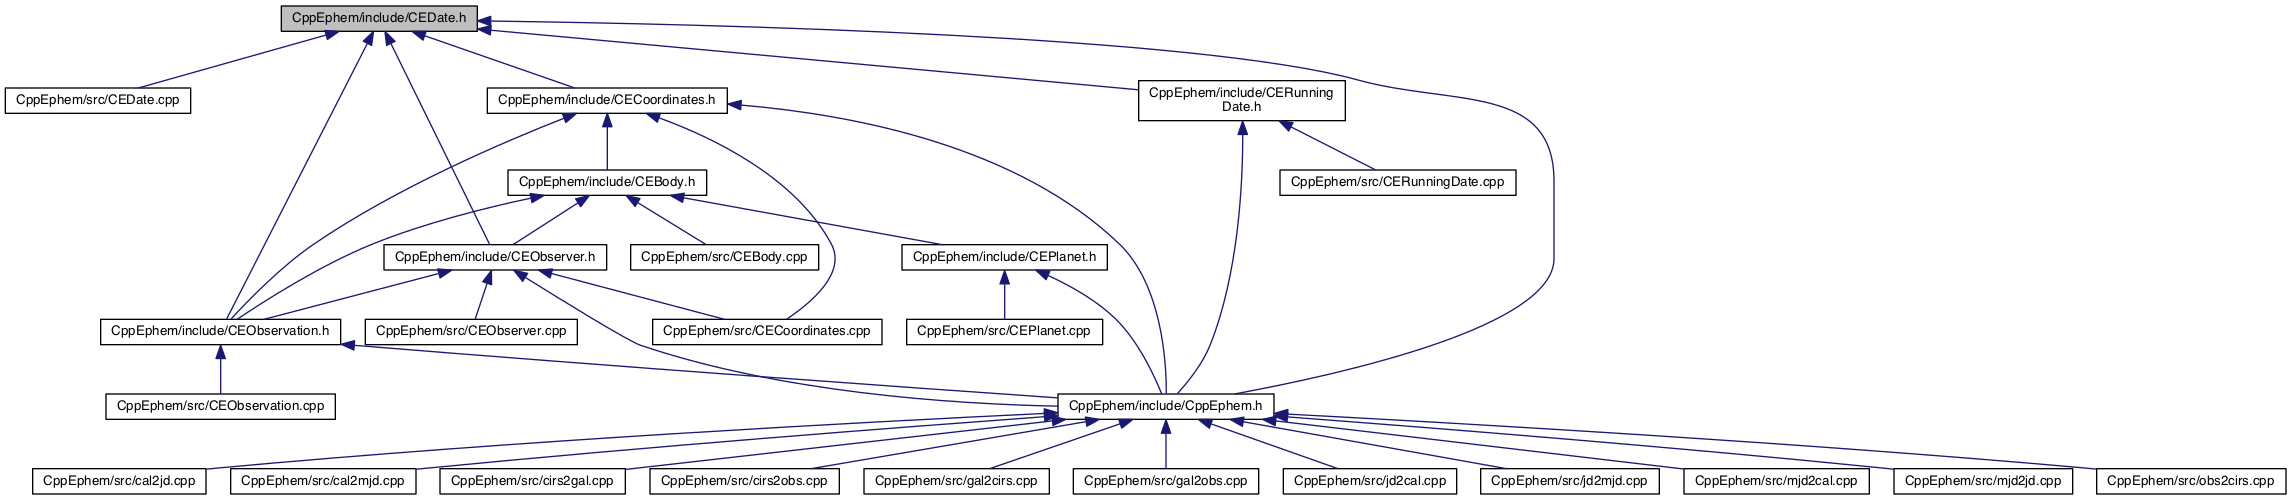 CppEphem/include/CEDate.h
CppEphem/src/CEDate.cpp
CppEphem/include/CECoordinates.h
CppEphem/include/CERunning
Date.h
CppEphem/include/CEBody.h
CppEphem/src/CERunningDate.cpp
CppEphem/include/CEObserver.h
CppEphem/src/CEBody.cpp
CppEphem/include/CEPlanet.h
CppEphem/include/CEObservation.h
CppEphem/src/CEObserver.cpp
CppEphem/src/CECoordinates.cpp
CppEphem/src/CEPlanet.cpp
CppEphem/src/CEObservation.cpp
CppEphem/include/CppEphem.h
CppEphem/src/cal2jd.cpp
CppEphem/src/cal2mjd.cpp
CppEphem/src/cirs2gal.cpp
CppEphem/src/cirs2obs.cpp
CppEphem/src/gal2cirs.cpp
CppEphem/src/gal2obs.cpp
CppEphem/src/jd2cal.cpp
CppEphem/src/jd2mjd.cpp
CppEphem/src/mjd2cal.cpp
CppEphem/src/mjd2jd.cpp
CppEphem/src/obs2cirs.cpp